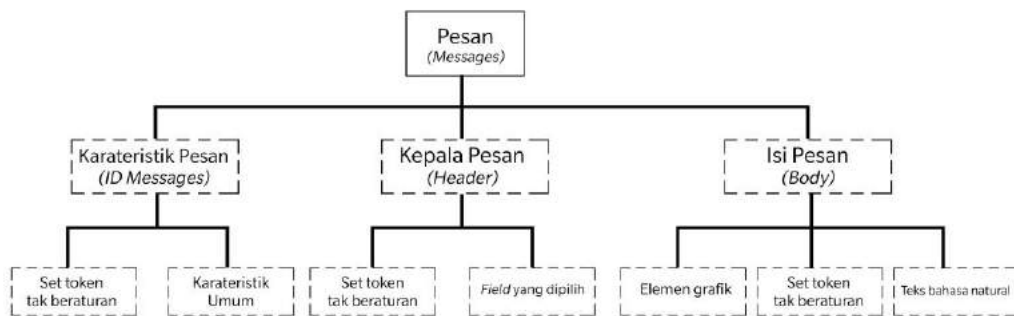 Pesan
(Messages)
Karateristik Pesan
(ID Messages)
Kepala Pesan
(Header)
Isi Pesan
(Body)
Set token
tak beraturan
Karateristik
Umum
Set token
tak beraturan
Field yang dipilih
Elemen grafik
Set token
tak beraturan
Teks bahasa natural